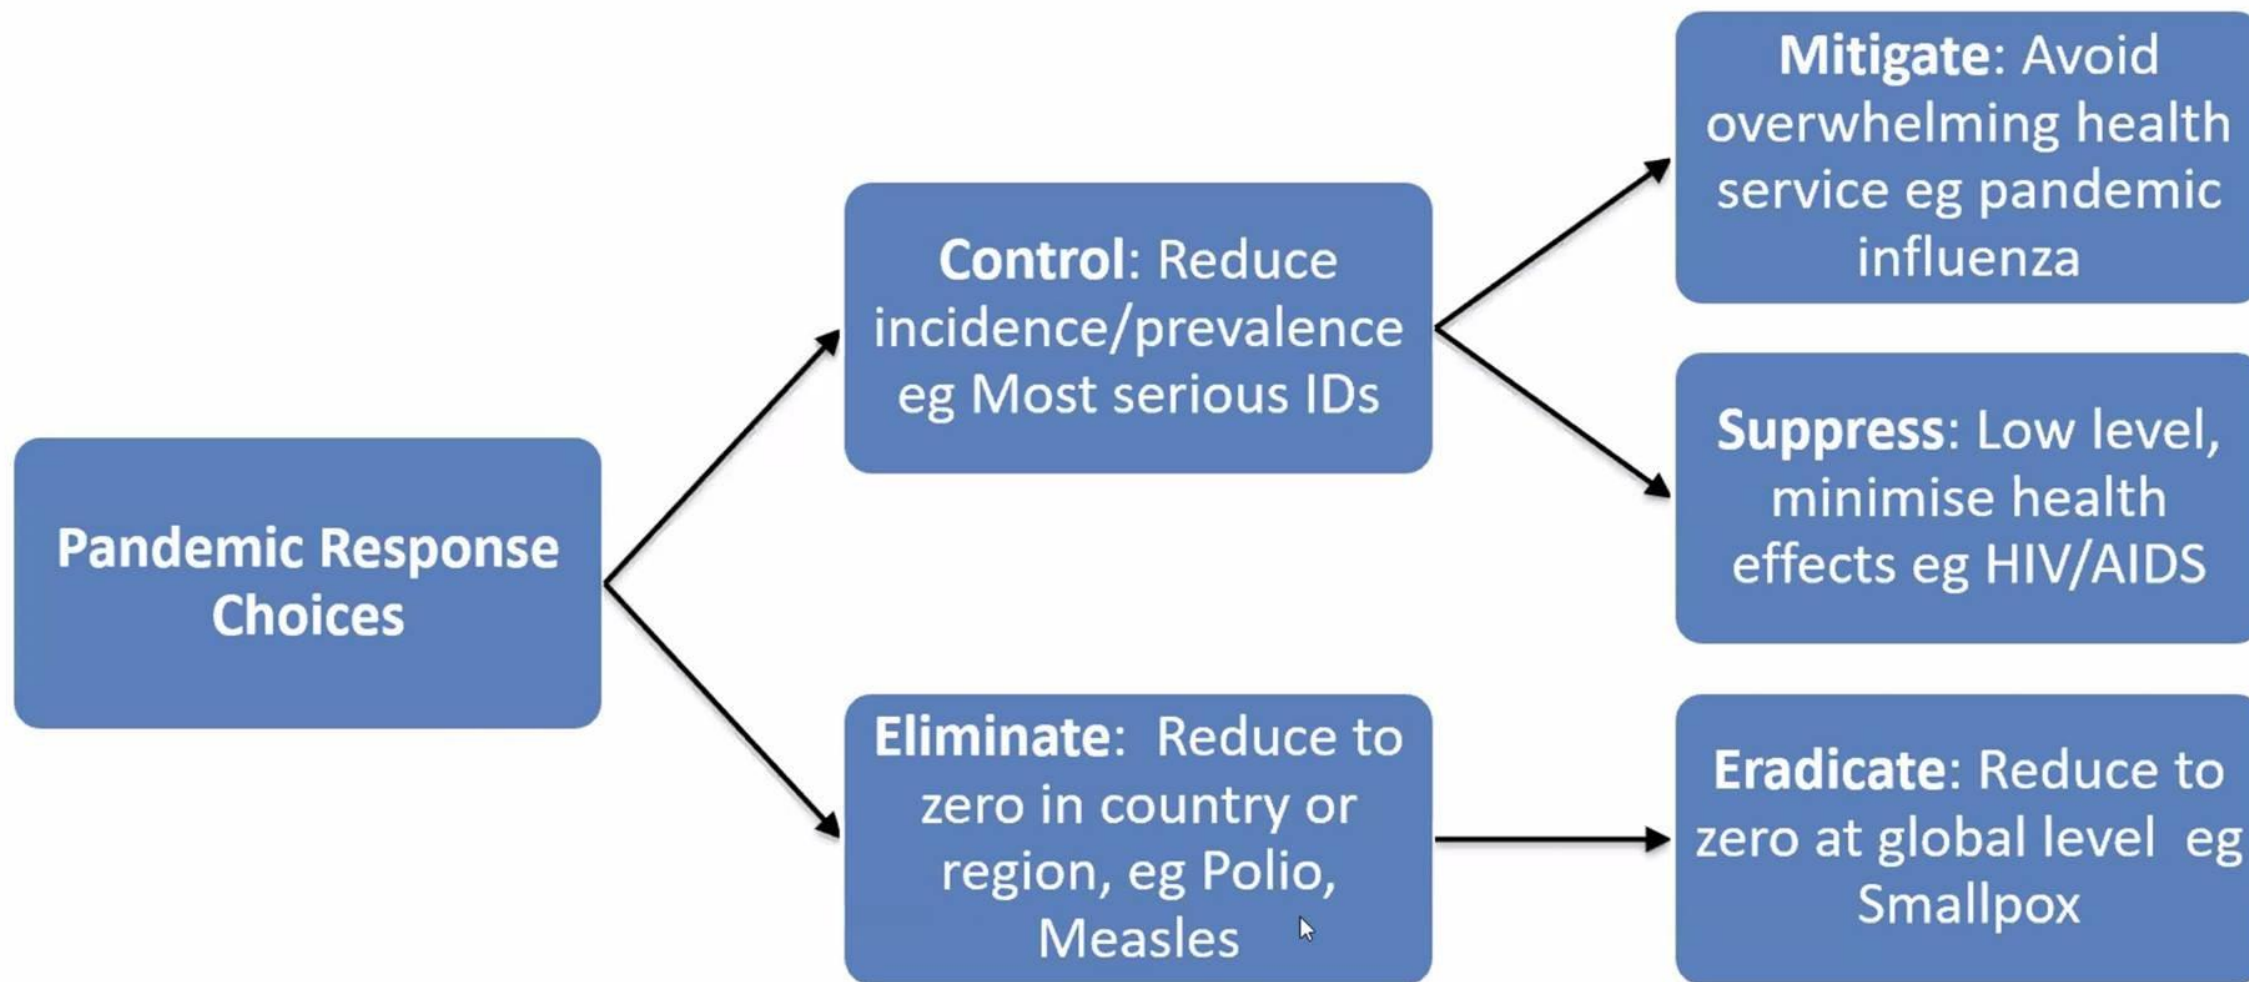 Pandemic Response
Choices
Control: Reduce
incidence/prevalence
eg Most serious IDs
Eliminate:  Reduce to
zero in country or
region, eg Polio,
Measles
Mitigate: Avoid
overwhelming health
service eg pandemic
influenza
Suppress: Low level,
minimise health
effects eg HIV/AIDS
Eradicate: Reduce to
zero at global level  eg
Smallpox